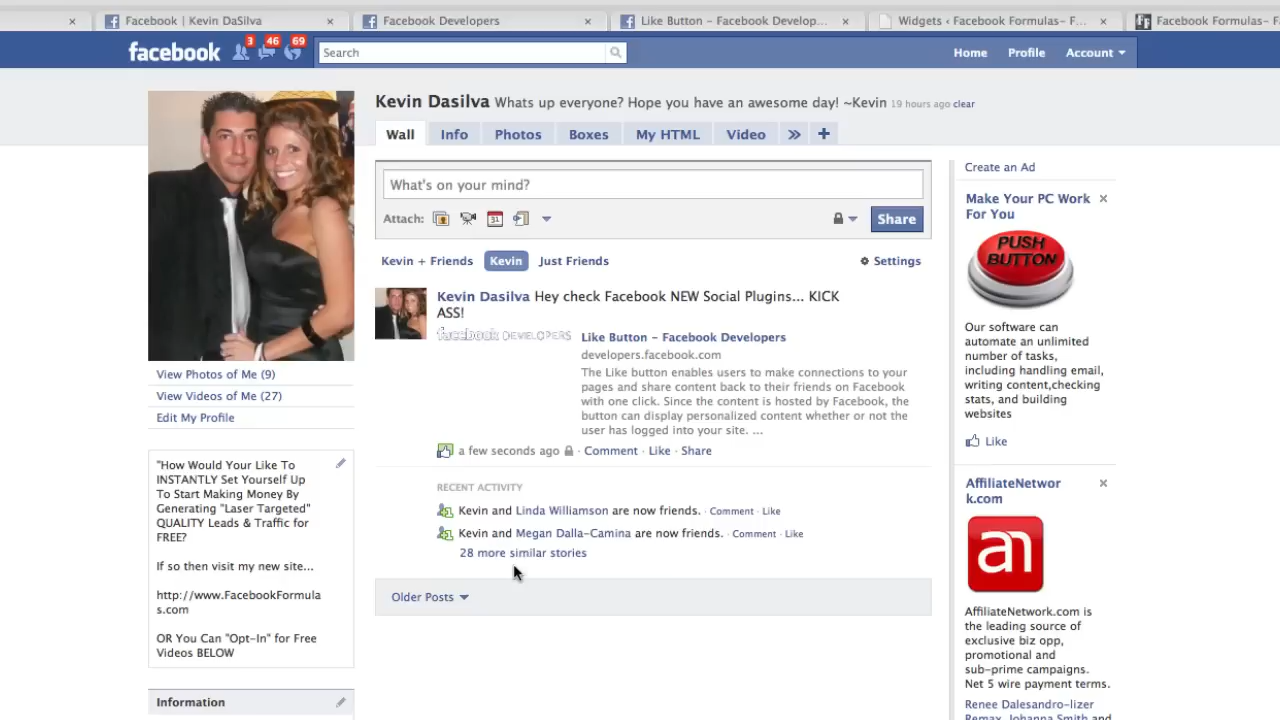 Facebook | Kevin DaSilva
Facebook Developers
Like Button – Facebook Develop...
Widgets ‹ Facebook Formulas– F...
Facebook Formulas– F
facebook
3
46
69
Search
Home
Profile
Account
Kevin Dasilva Whats up everyone? Hope you have an awesome day! ~Kevin 19 hours ago clear
Wall
Info
Photos
Boxes
My HTML
Video
»
+
What's on your mind?
Attach:
31
Share
Kevin + Friends
Kevin
Just Friends
Settings
Kevin Dasilva Hey check Facebook NEW Social Plugins... KICK
ASS!
facebook DEVELOPERS
Like Button – Facebook Developers
developers.facebook.com
The Like button enables users to make connections to your
pages and share content back to their friends on Facebook
with one click. Since the content is hosted by Facebook, the
button can display personalized content whether or not the
user has logged into your site. ...
a few seconds ago Comment · Like · Share
RECENT ACTIVITY
Kevin and Linda Williamson are now friends. · Comment · Like
Kevin and Megan Dalla-Camina are now friends. · Comment · Like
28 more similar stories
Older Posts
View Photos of Me (9)
View Videos of Me (27)
Edit My Profile
"How Would Your Like To
INSTANTLY Set Yourself Up
To Start Making Money By
Generating "Laser Targeted"
QUALITY Leads & Traffic for
FREE?
If so then visit my new site...
http://www.FacebookFormula
s.com
OR You Can "Opt-In" for Free
Videos BELOW
Information
Create an Ad
Make Your PC Work
For You
PUSH
BUTTON
Our software can
automate an unlimited
number of tasks,
including handling email,
writing content,checking
stats, and building
websites
Like
AffiliateNetwor
k.com
an
AffiliateNetwork.com is
the leading source of
exclusive biz opp,
promotional and
sub-prime campaigns.
Net 5 wire payment terms.
Renee Dalesandro-lizer
Remax, Johanna Smith and